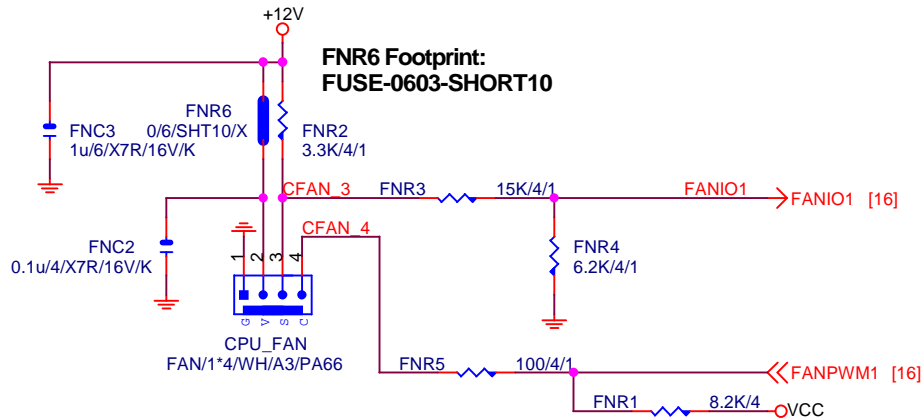 +12V
FNR6 Footprint:
FUSE-0603-SHORT10
FNR6
0/6/SHT10/X
FNR2
3.3K/4/1
FNC3
1u/6/X7R/16V/K
CFAN_3
FNR3
15K/4/1
FANIO1
FANIO1 [16]
CFAN_4
FNR4
6.2K/4/1
FNC2
0.1u/4/X7R/16V/K
1 2 3 4
G V S C
CPU_FAN
FAN/1*4/WH/A3/PA66
FNR5
100/4/1
FANPWM1 [16]
FNR1
8.2K/4
VCC